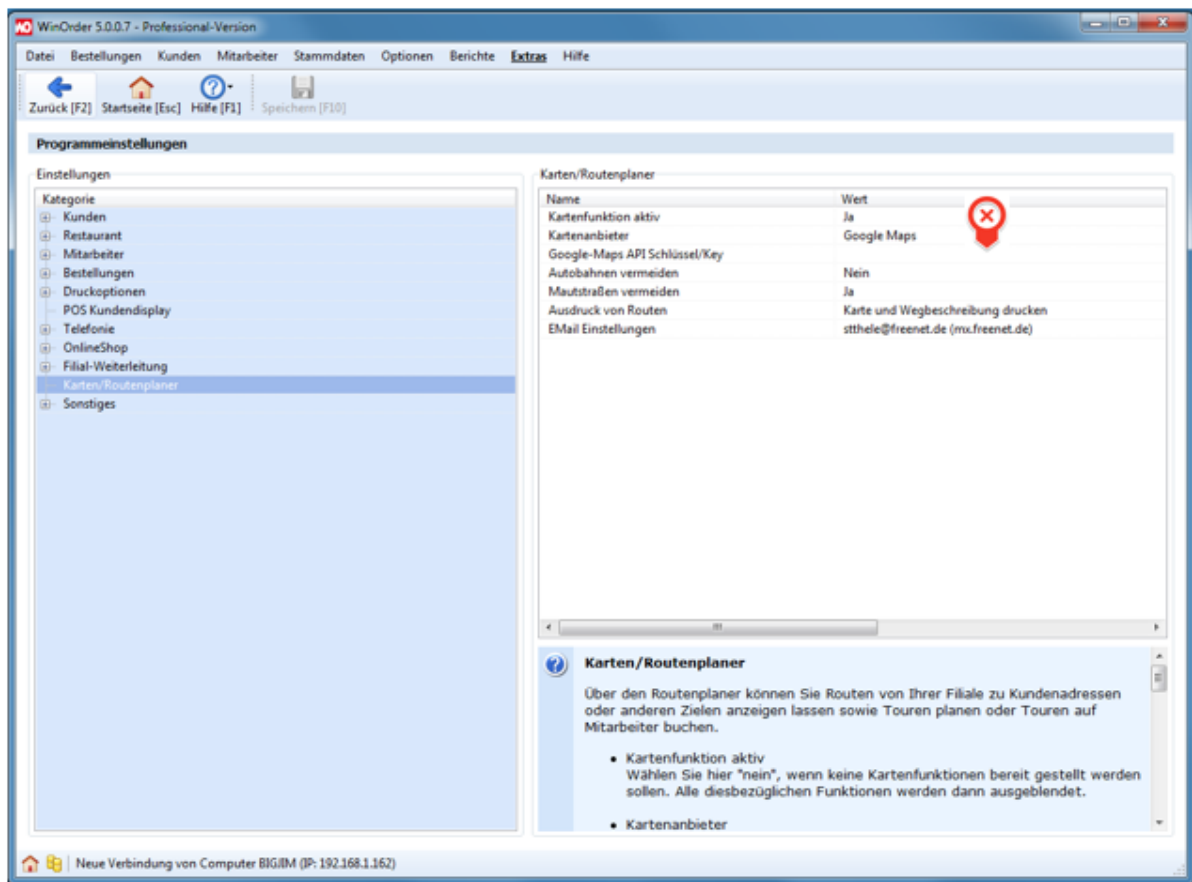 WinOrder 5.0.0.7 - Professional-Version
Datei Bestellungen Kunden Mitarbeiter Stammdaten Optionen Berichte Extras Hilfe
Zurück [F2] Startseite [Esc] Hilfe [F1] Speichern [F10]
Programmeinstellungen
Einstellungen
Kategorie
Kunden
Restaurant
Mitarbeiter
Bestellungen
Druckoptionen
POS Kundendisplay
Telefonie
OnlineShop
Filial-Weiterleitung
Karten/Routenplaner
Sonstiges
Karten/Routenplaner
Name Wert
Kartenfunktion aktiv Ja
Kartenanbieter Google Maps
Google-Maps API Schlüssel/Key
Autobahnen vermeiden Nein
Mautstraßen vermeiden Ja
Ausdruck von Routen Karte und Wegbeschreibung drucken
EMail Einstellungen stthele@freenet.de (mx.freenet.de)
Karten/Routenplaner
Über den Routenplaner können Sie Routen von Ihrer Filiale zu Kundenadressen
oder anderen Zielen anzeigen lassen sowie Touren planen oder Touren auf
Mitarbeiter buchen.
• Kartenfunktion aktiv
Wählen Sie hier "nein", wenn keine Kartenfunktionen bereit gestellt werden
sollen. Alle diesbezüglichen Funktionen werden dann ausgeblendet.
• Kartenanbieter
Neue Verbindung von Computer BIGJIM (IP: 192.168.1.162)